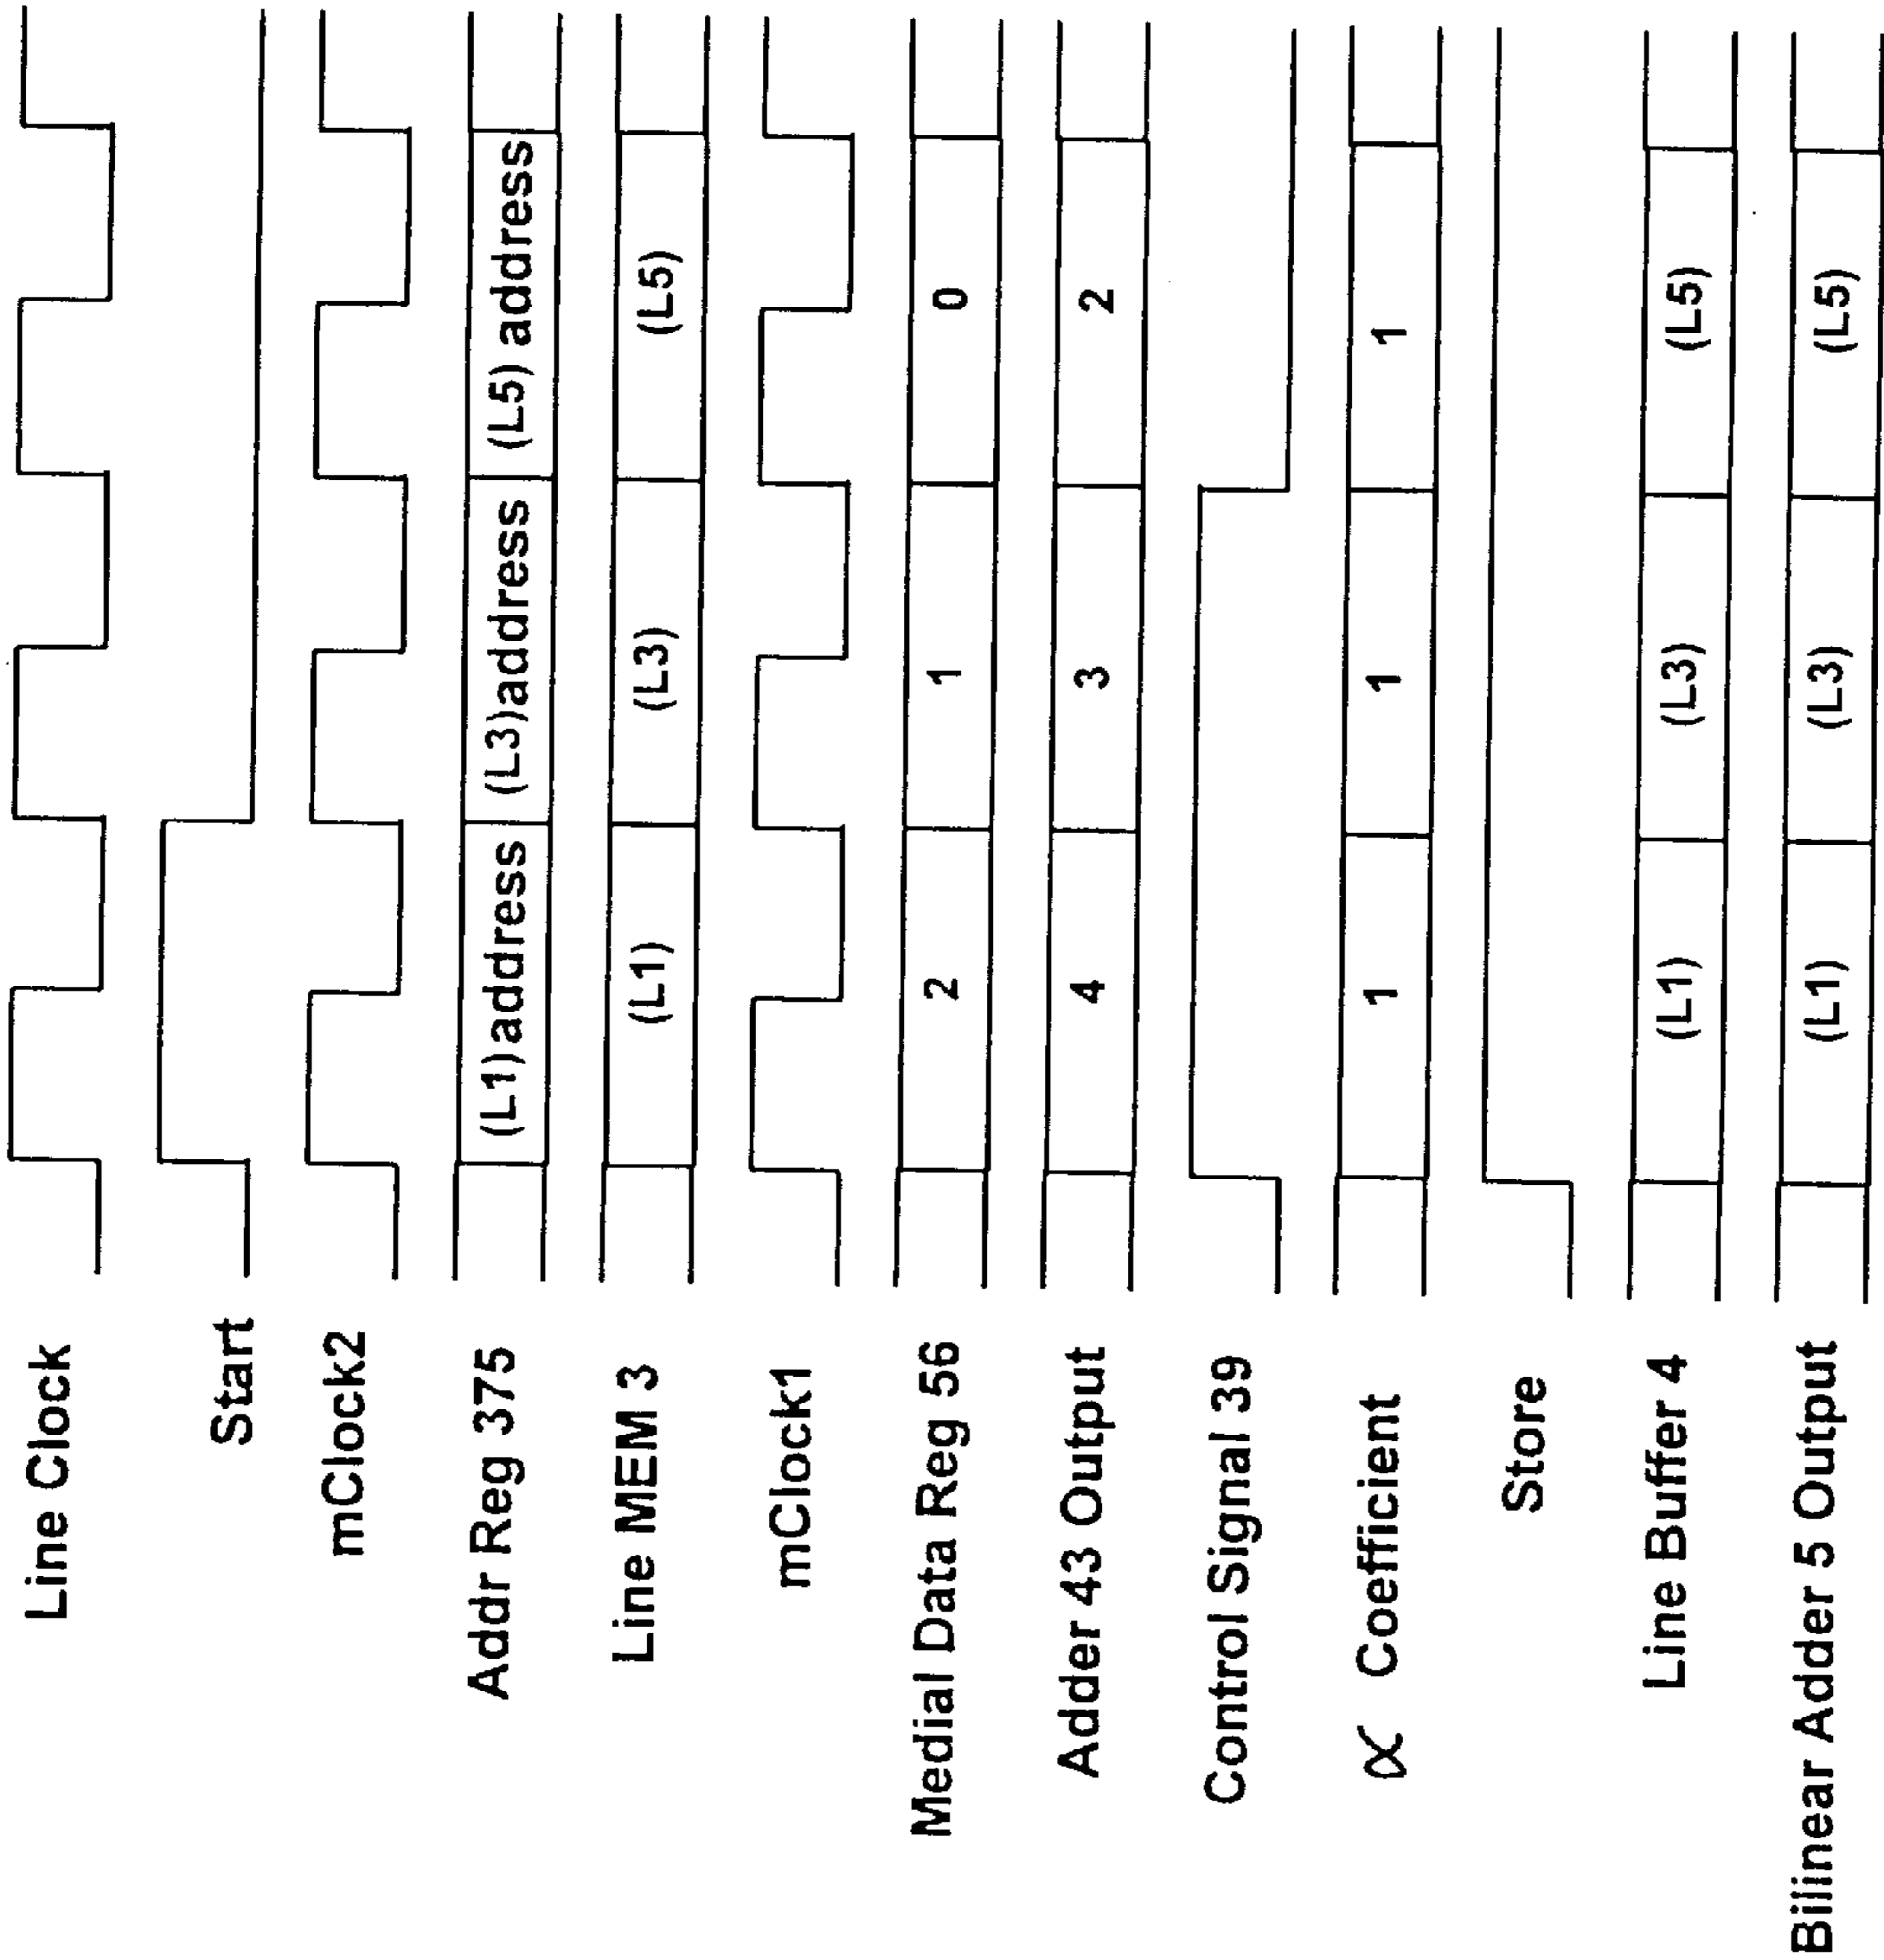 Line Clock
Start
mClock2
Addr Reg 375 (L1)address (L3)address (L5) address
Line MEM 3 (L1) (L3) (L5)
mClock1
Medial Data Reg 56 2 1 0
Adder 43 Output 4 3 2
Control Signal 39
∝ Coefficient 1 1 1
Store
Line Buffer 4 (L1) (L3) (L5)
Bilinear Adder 5 Output (L1) (L3) (L5)